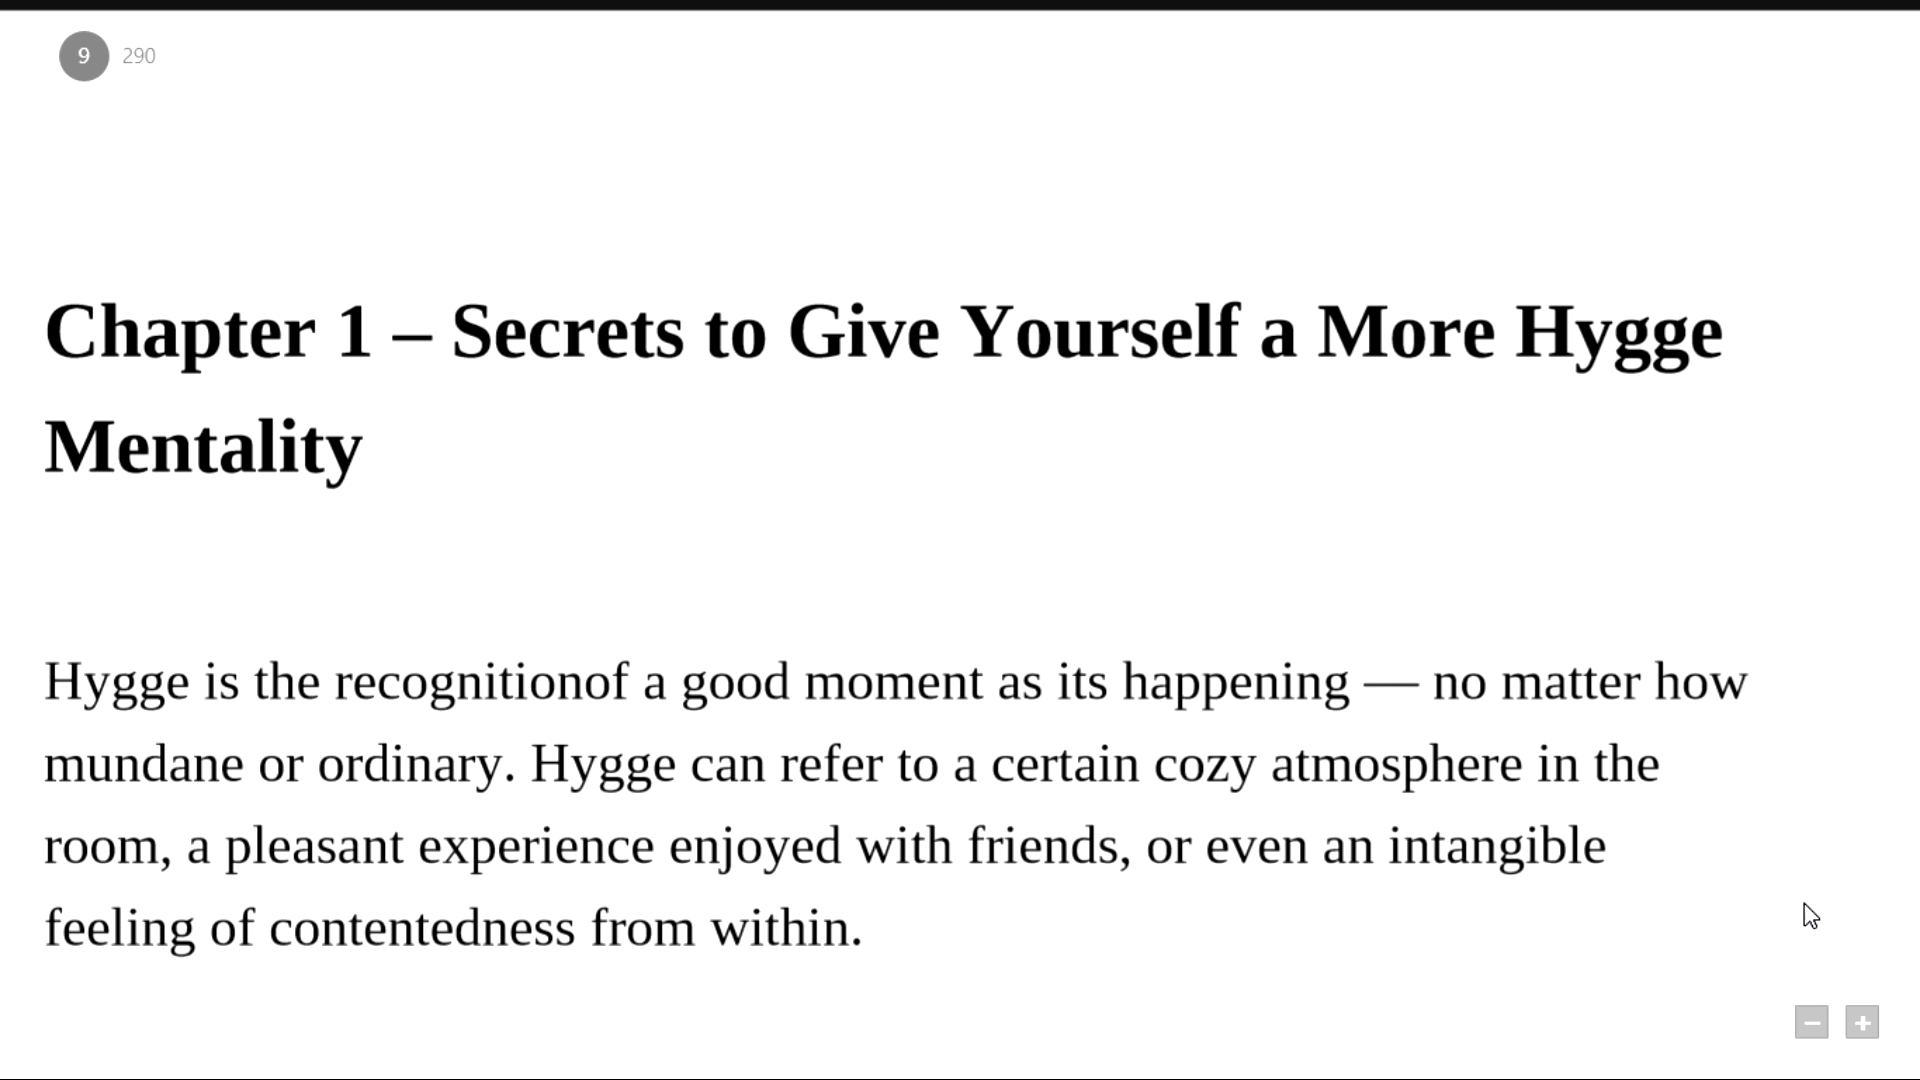 9 290
Chapter 1 – Secrets to Give Yourself a More Hygge
Mentality
Hygge is the recognitionof a good moment as its happening — no matter how
mundane or ordinary. Hygge can refer to a certain cozy atmosphere in the
room, a pleasant experience enjoyed with friends, or even an intangible
feeling of contentedness from within.